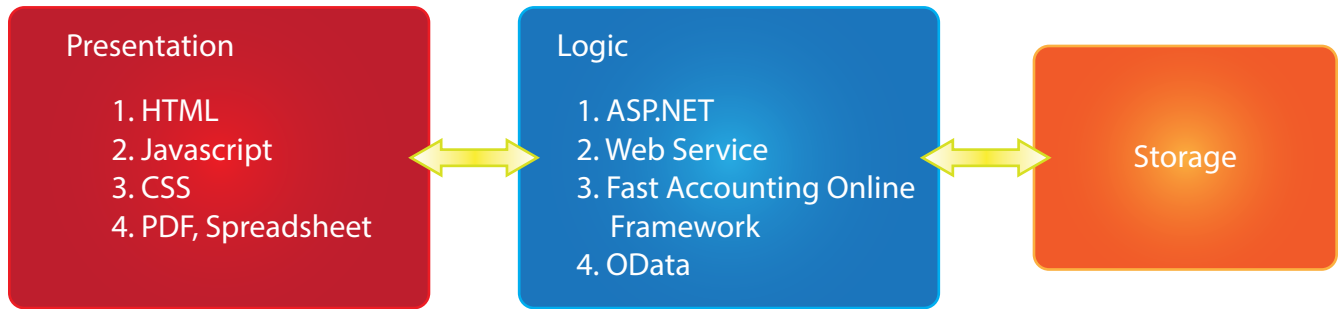 Presentation
1. HTML
2. Javascript
3. CSS
4. PDF, Spreadsheet
Logic
1. ASP.NET
2. Web Service
3. Fast Accounting Online
Framework
4. OData
Storage